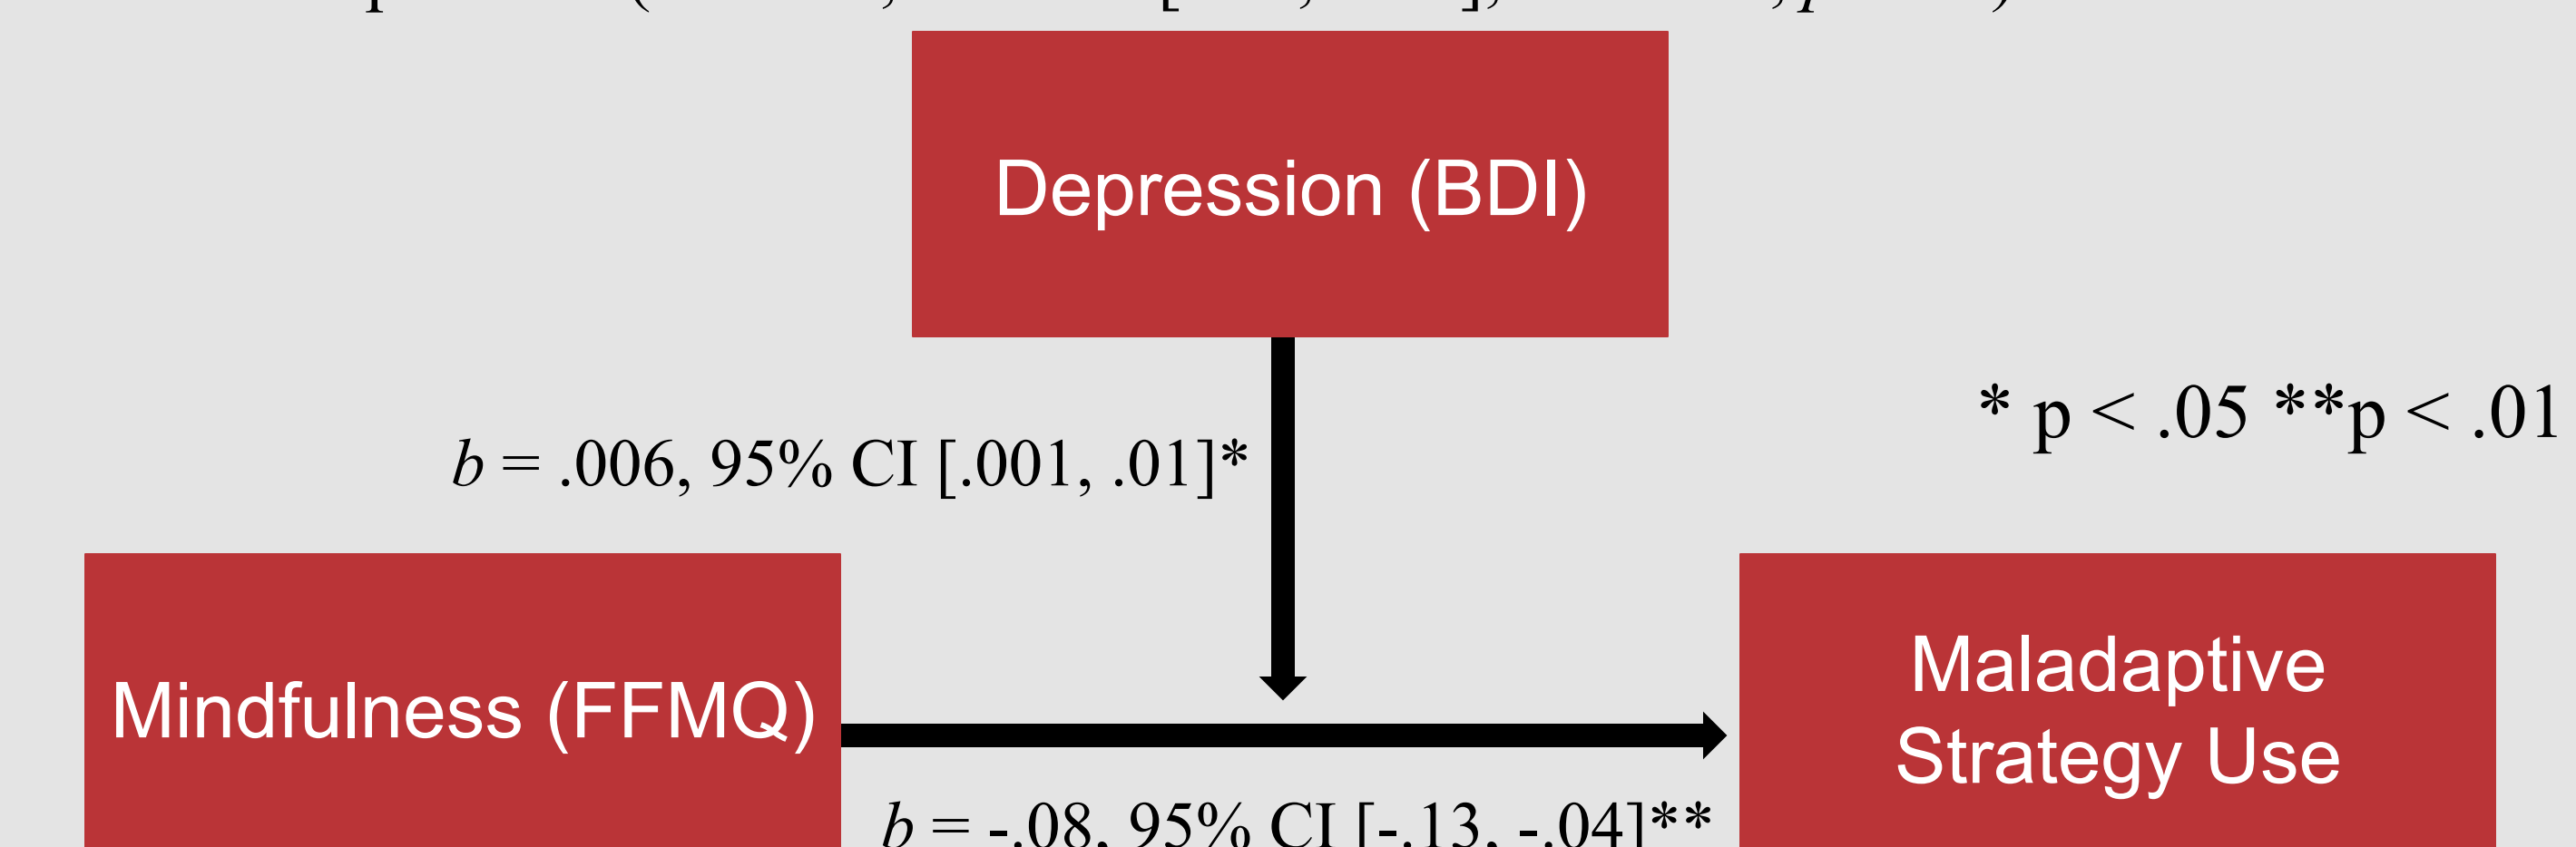 Depression (BDI)
* p < .05 **p < .01
b = .006, 95% CI [.001, .01]*
Mindfulness (FFMQ)
Maladaptive
Strategy Use
b = -.08, 95% CI [-.13, -.04]**